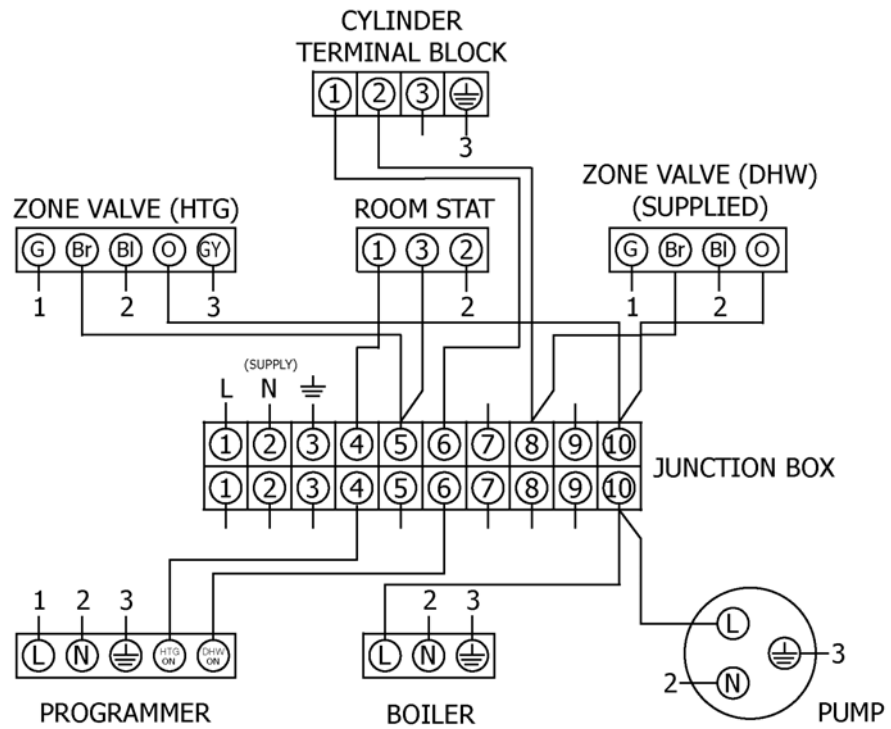 CYLINDER
TERMINAL BLOCK
1 2 3
3
ZONE VALVE (HTG)
G Br Bl O GY
1 2 3
ROOM STAT
1 3 2
2
ZONE VALVE (DHW)
(SUPPLIED)
G Br Bl O
1 2
(SUPPLY)
L N
1 2 3 4 5 6 7 8 9 10
1 2 3 4 5 6 7 8 9 10
JUNCTION BOX
1 2 3
L N HTG ON DHW ON
PROGRAMMER
2 3
L N
BOILER
L
3
2 N
PUMP